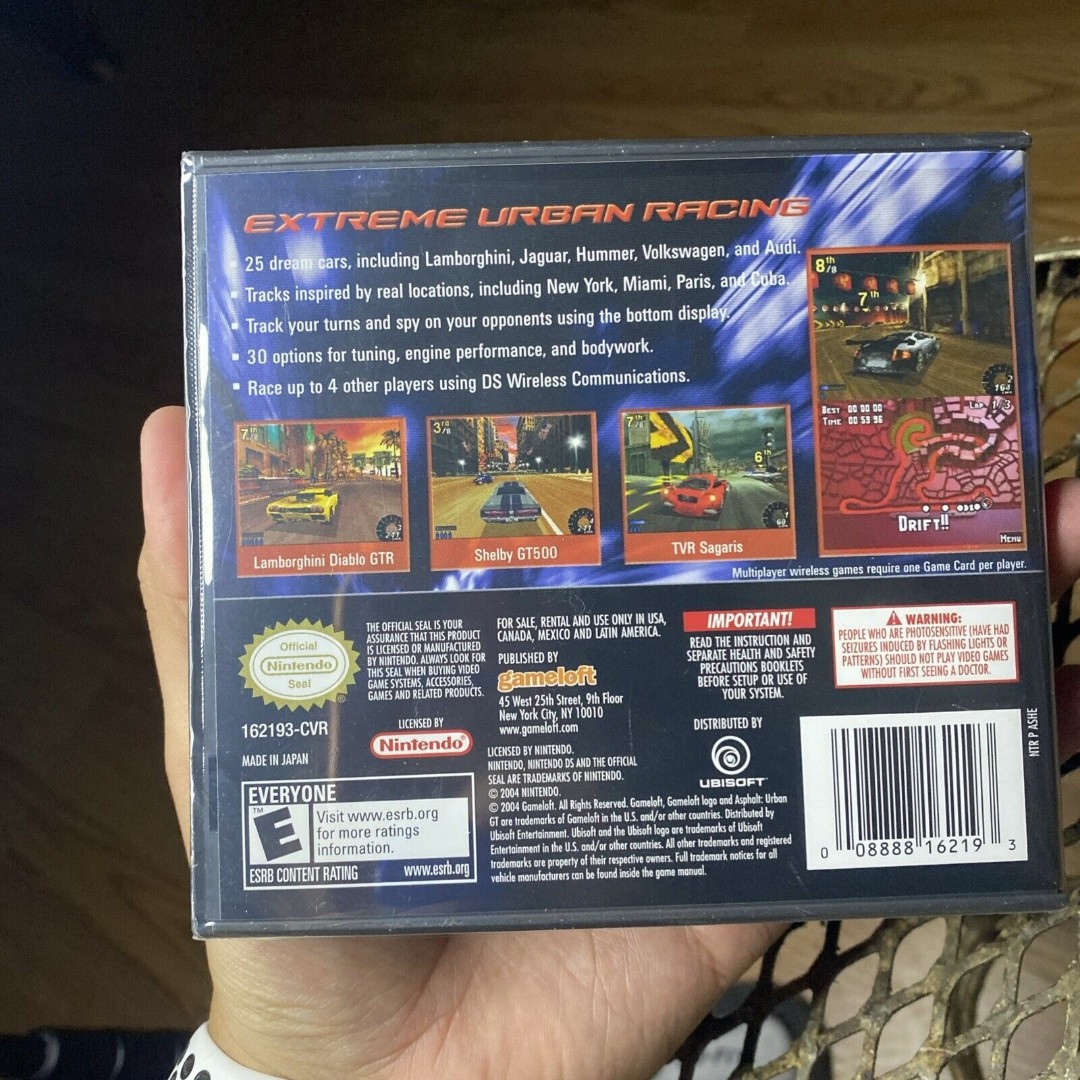 EXTREME URBAN RACING
▪ 25 dream cars, including Lamborghini, Jaguar, Hummer, Volkswagen, and Audi.
▪ Tracks inspired by real locations, including New York, Miami, Paris, and Cuba.
▪ Track your turns and spy on your opponents using the bottom display.
▪ 30 options for tuning, engine performance, and bodywork.
▪ Race up to 4 other players using DS Wireless Communications.
8th/8
7th
BEST 00 00 00
TIME 00 59 96
LAP 1/3
DRIFT!!
MENU
7th/8
3rd/8
7th/8
6th
Lamborghini Diablo GTR
Shelby GT500
TVR Sagaris
Multiplayer wireless games require one Game Card per player.
Official
Nintendo
Seal
®
THE OFFICIAL SEAL IS YOUR
ASSURANCE THAT THIS PRODUCT
IS LICENSED OR MANUFACTURED
BY NINTENDO. ALWAYS LOOK FOR
THIS SEAL WHEN BUYING VIDEO
GAME SYSTEMS, ACCESSORIES,
GAMES AND RELATED PRODUCTS.
162193-CVR
MADE IN JAPAN
LICENSED BY
Nintendo®
EVERYONE
E
™
Visit www.esrb.org
for more ratings
information.
ESRB CONTENT RATING www.esrb.org
FOR SALE, RENTAL AND USE ONLY IN USA,
CANADA, MEXICO AND LATIN AMERICA.
PUBLISHED BY
gameloft
45 West 25th Street, 9th Floor
New York City, NY 10010
www.gameloft.com
LICENSED BY NINTENDO.
NINTENDO, NINTENDO DS AND THE OFFICIAL
SEAL ARE TRADEMARKS OF NINTENDO.
© 2004 NINTENDO.
© 2004 Gameloft. All Rights Reserved. Gameloft, Gameloft logo and Asphalt: Urban
GT are trademarks of Gameloft in the U.S. and/or other countries. Distributed by
Ubisoft Entertainment. Ubisoft and the Ubisoft logo are trademarks of Ubisoft
Entertainment in the U.S. and/or other countries. All other trademarks and registered
trademarks are property of their respective owners. Full trademark notices for all
vehicle manufacturers can be found inside the game manual.
IMPORTANT!
READ THE INSTRUCTION AND
SEPARATE HEALTH AND SAFETY
PRECAUTIONS BOOKLETS
BEFORE SETUP OR USE OF
YOUR SYSTEM.
DISTRIBUTED BY
UBISOFT™
WARNING:
PEOPLE WHO ARE PHOTOSENSITIVE (HAVE HAD
SEIZURES INDUCED BY FLASHING LIGHTS OR
PATTERNS) SHOULD NOT PLAY VIDEO GAMES
WITHOUT FIRST SEEING A DOCTOR.
0 08888 16219 3
NTR P ASHE